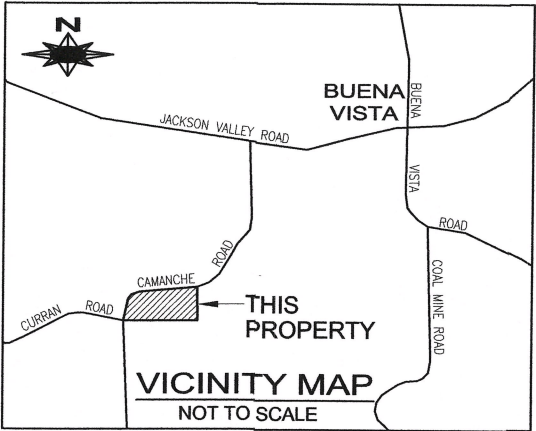 N
BUENA
VISTA
BUENA
JACKSON VALLEY ROAD
VISTA
ROAD
ROAD
CAMANCHE
COAL MINE ROAD
CURRAN ROAD
THIS
PROPERTY
VICINITY MAP
NOT TO SCALE